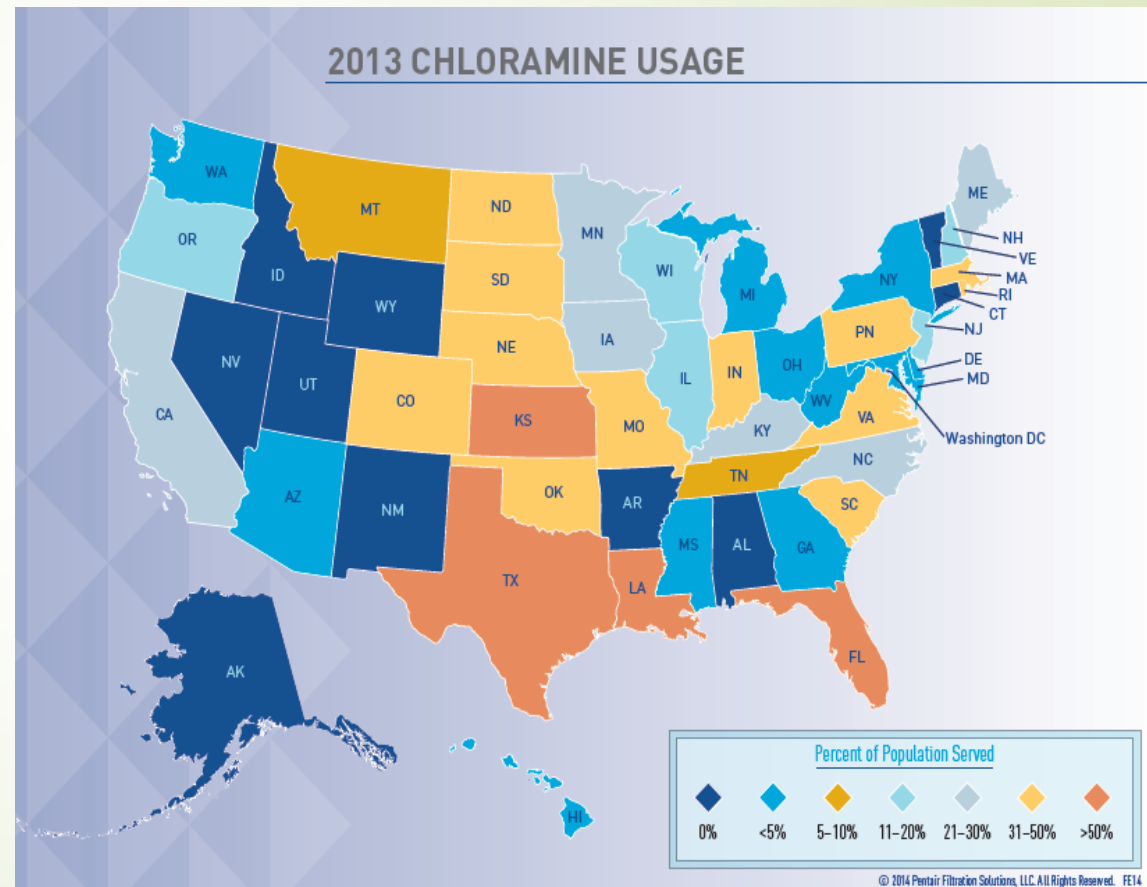 2013 CHLORAMINE USAGE
WA
MT
ND
MN
ME
OR
ID
WY
SD
WI
MI
NY
NH
VE
MA
RI
CT
NV
UT
NE
IA
PN
NJ
CA
CO
KS
MO
IL
IN
OH
WV
VA
DE
MD
Washington DC
KY
NC
AZ
NM
OK
AR
TN
SC
TX
LA
MS
AL
GA
FL
AK
HI
Percent of Population Served
0% <5% 5–10% 11–20% 21–30% 31–50% >50%
© 2014 Pentair Filtration Solutions, LLC. All Rights Reserved. FE14